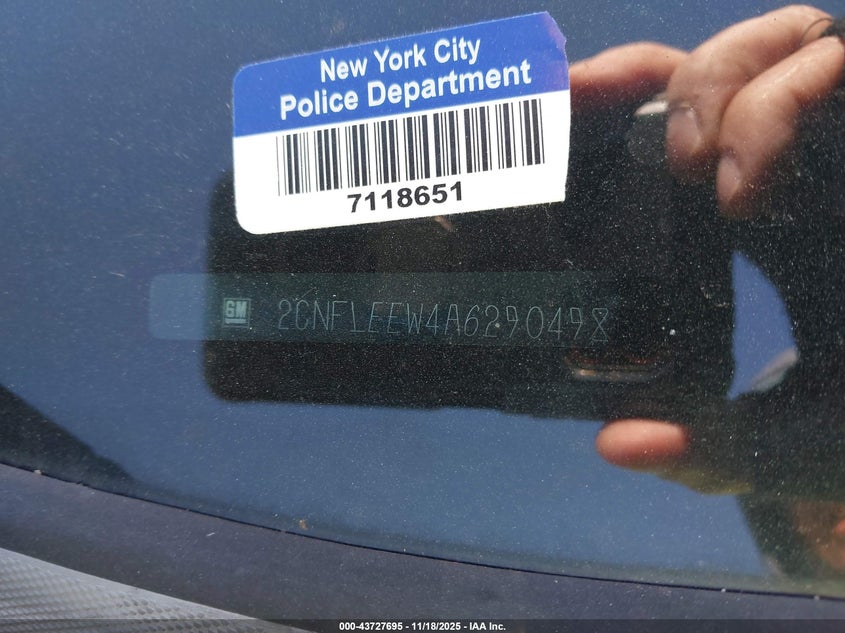 New York City
Police Department
7118651
GM 2CNFLEEW4A6290498
000-43727695 - 11/18/2025 - IAA Inc.